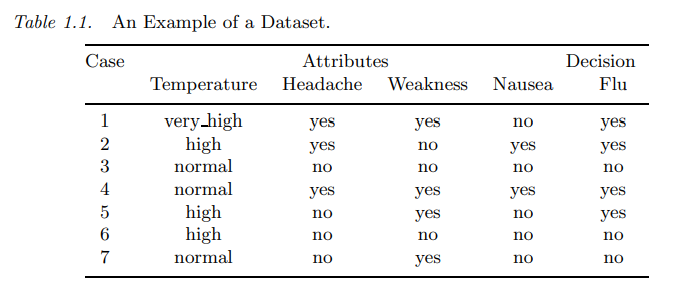 Table 1.1. An Example of a Dataset.
Case Attributes Decision
Temperature Headache Weakness Nausea Flu
1 very_high yes yes no yes
2 high yes no yes yes
3 normal no no no no
4 normal yes yes yes yes
5 high no yes no yes
6 high no no no no
7 normal no yes no no